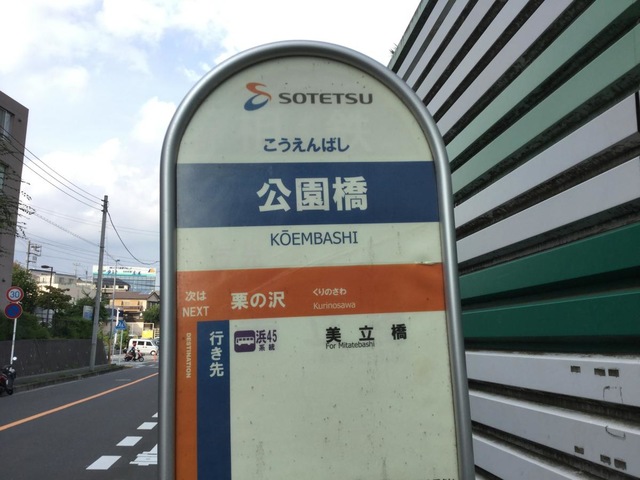 SOTETSU
こうえんばし
公園橋
KŌEMBASHI
次は
NEXT
栗の沢
くりのさわ
Kurinosawa
DESTINATION
行き先
浜45
系統
美立橋
For Mitatebashi